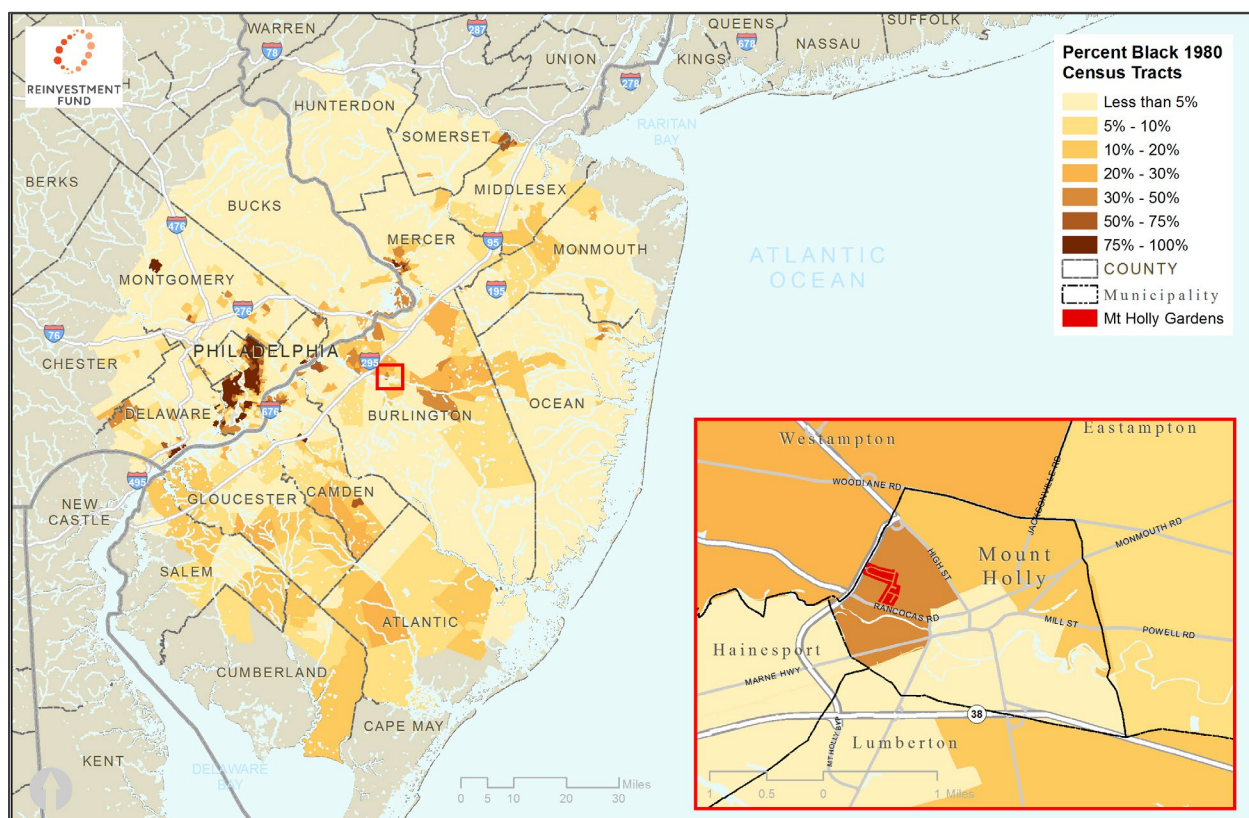 REINVESTMENT
FUND
WARREN
287
78
QUEENS
678
SUFFOLK
UNION
KINGS
NASSAU
278
HUNTERDON
SOMERSET
RARITAN
BAY
BERKS
MIDDLESEX
BUCKS
476
MERCER
95
MONMOUTH
ATLANTIC
OCEAN
MONTGOMERY
195
276
76
PHILADELPHIA
CHESTER
295
OCEAN
DELAWARE
676
BURLINGTON
495
NEW
CASTLE
GLOUCESTER
CAMDEN
SALEM
ATLANTIC
CUMBERLAND
CAPE MAY
KENT
DELAWARE
BAY
Miles
0 5 10 20 30
Percent Black 1980
Census Tracts
Less than 5%
5% - 10%
10% - 20%
20% - 30%
30% - 50%
50% - 75%
75% - 100%
COUNTY
Municipality
Mt Holly Gardens
Westampton
Eastampton
WOODLANE RD
JACKSONVILLE RD
MONMOUTH RD
HIGH ST
Mount
Holly
RANCOCAS RD
MILL ST
POWELL RD
Hainesport
MARNE HWY
38
MT HOLLY BYP
Lumberton
1 0.5 0 1 Miles